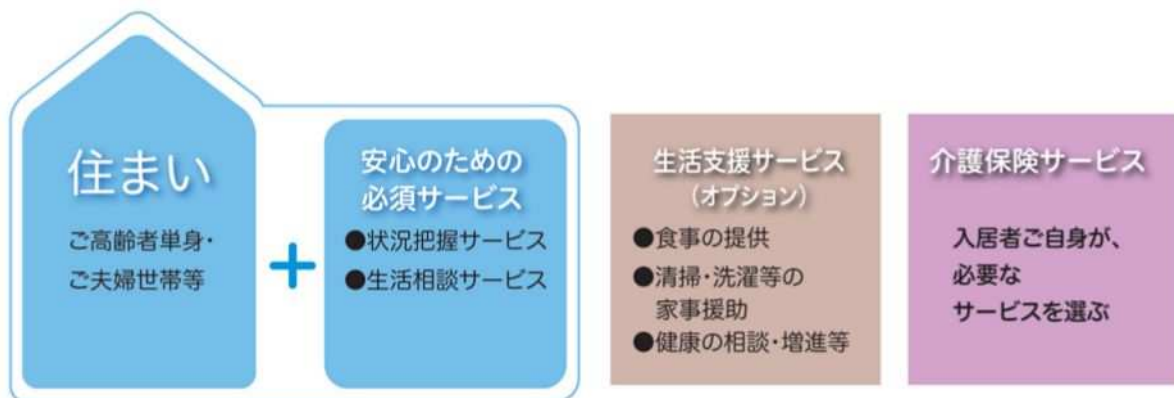 住まい
ご高齢者単身・
ご夫婦世帯等
+
安心のための
必須サービス
●状況把握サービス
●生活相談サービス
生活支援サービス
(オプション)
●食事の提供
●清掃・洗濯等の
家事援助
●健康の相談・増進等
介護保険サービス
入居者ご自身が、
必要な
サービスを選ぶ